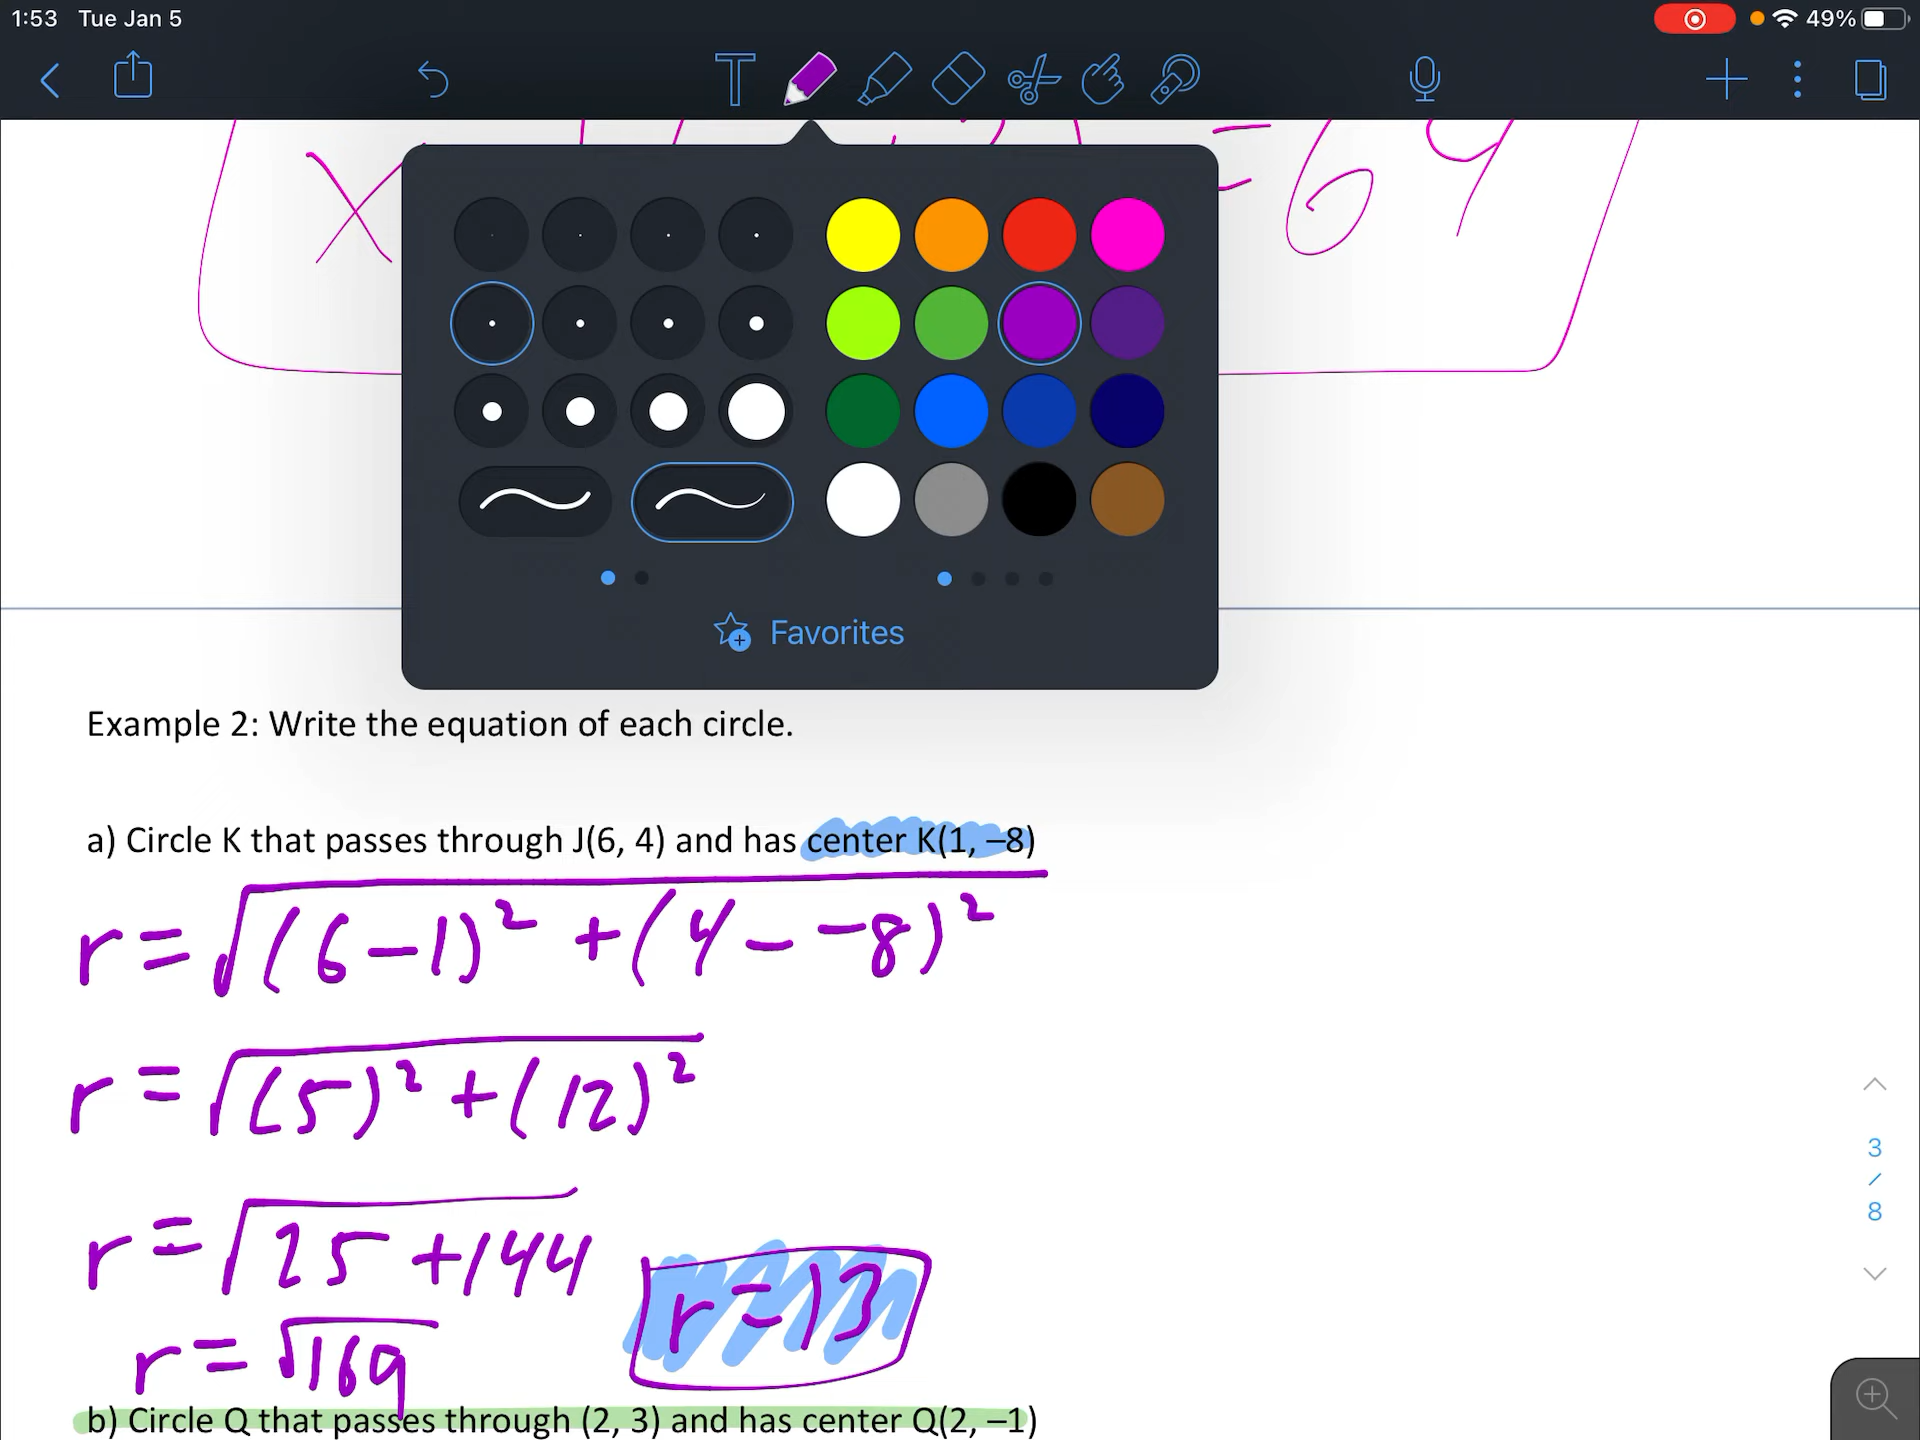 1:53 Tue Jan 5
49%
T
= 69
Favorites
Example 2: Write the equation of each circle.
a) Circle K that passes through J(6, 4) and has center K(1, –8)
r = √(6-1)² + (4 - -8)²
r = √(5)² + (12)²
r = √25 + 144
r = 13
r = √169
b) Circle Q that passes through (2, 3) and has center Q(2, –1)
3
/
8